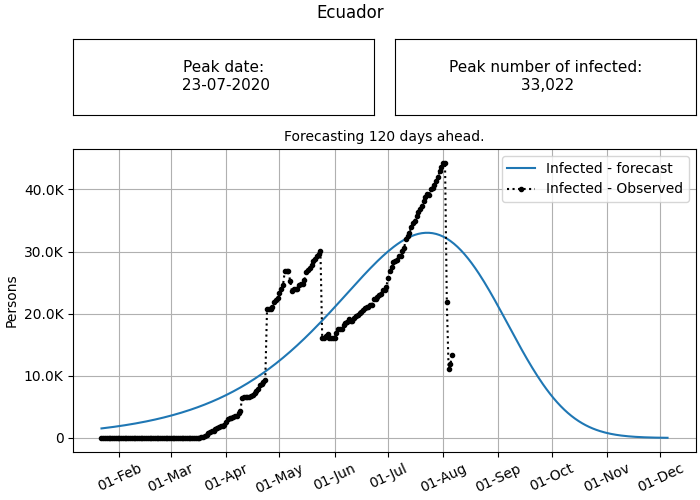 Ecuador
Peak date:
23-07-2020
Peak number of infected:
33,022
Forecasting 120 days ahead.
Infected - forecast
Infected - Observed
40.0K
30.0K
20.0K
10.0K
0
Persons
01-Feb
01-Mar
01-Apr
01-May
01-Jun
01-Jul
01-Aug
01-Sep
01-Oct
01-Nov
01-Dec